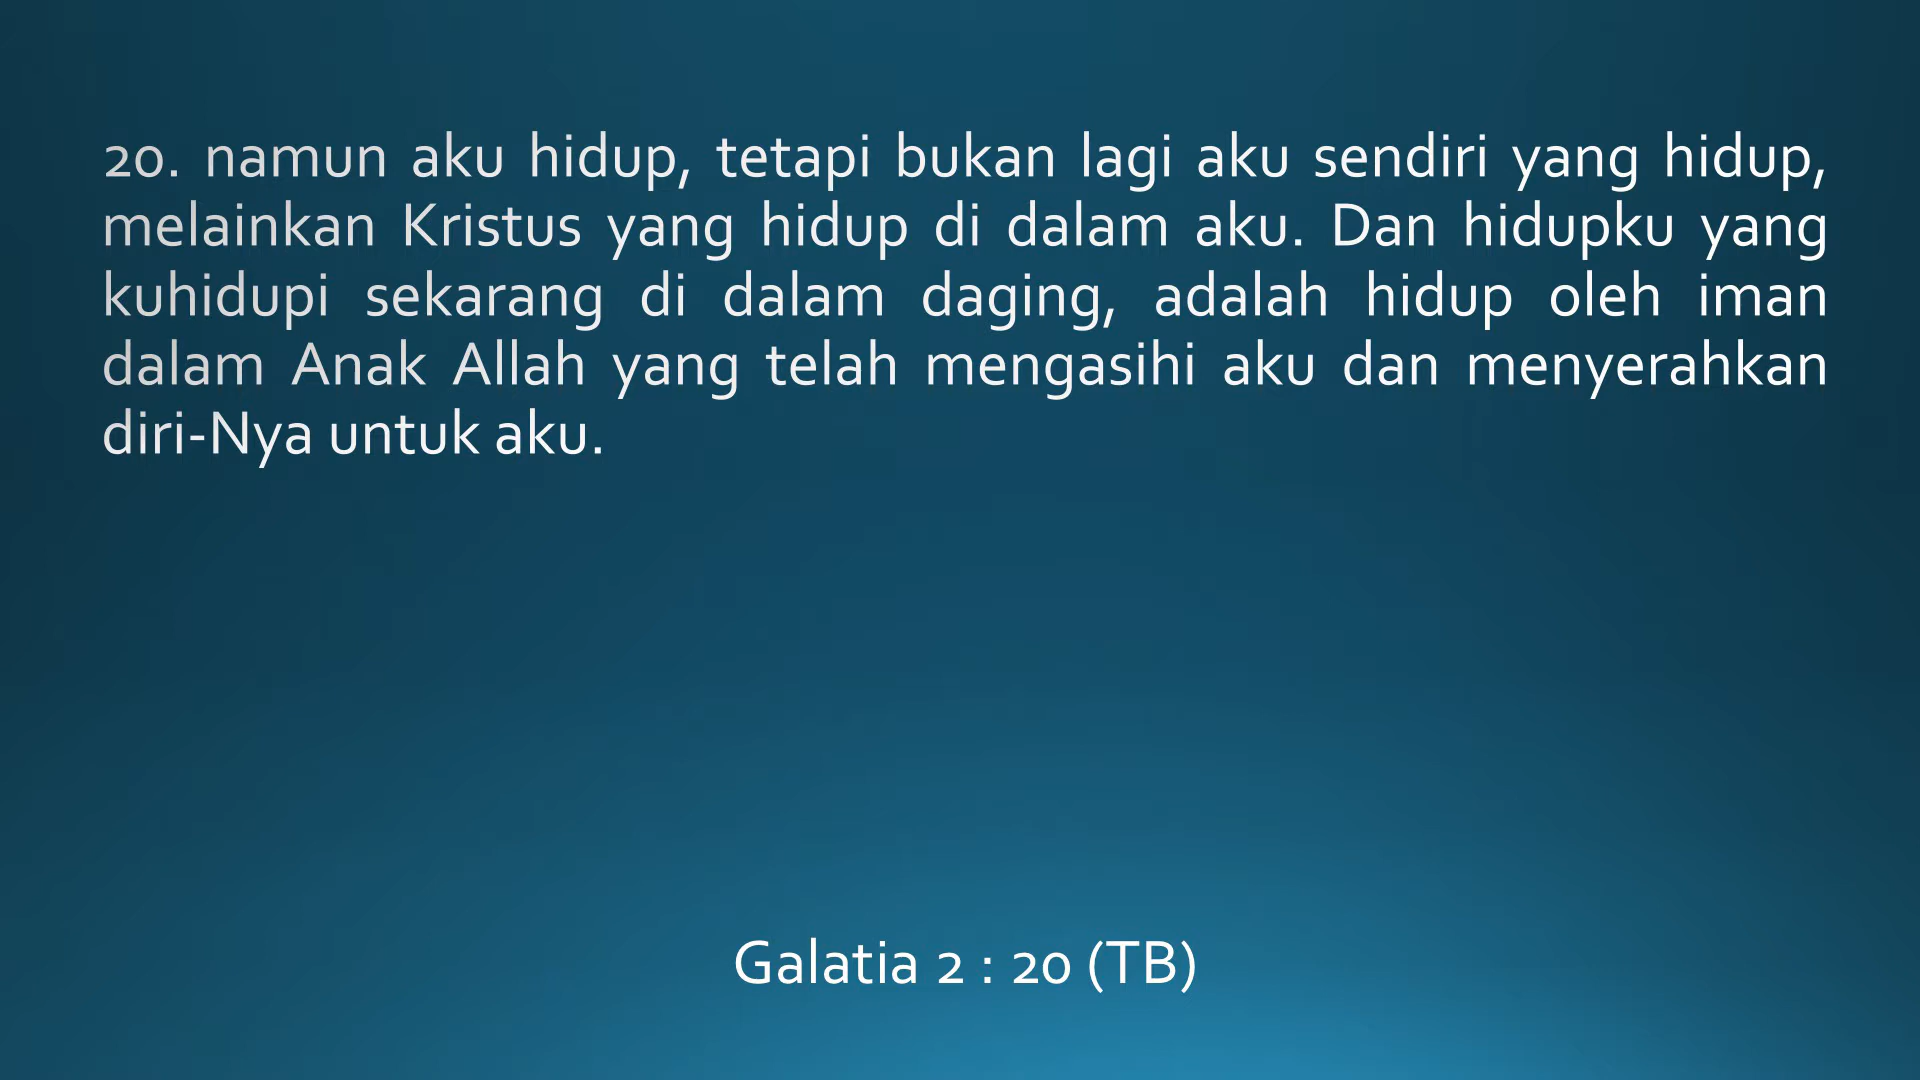 20. namun aku hidup, tetapi bukan lagi aku sendiri yang hidup,
melainkan Kristus yang hidup di dalam aku. Dan hidupku yang
kuhidupi sekarang di dalam daging, adalah hidup oleh iman
dalam Anak Allah yang telah mengasihi aku dan menyerahkan
diri-Nya untuk aku.
Galatia 2 : 20 (TB)